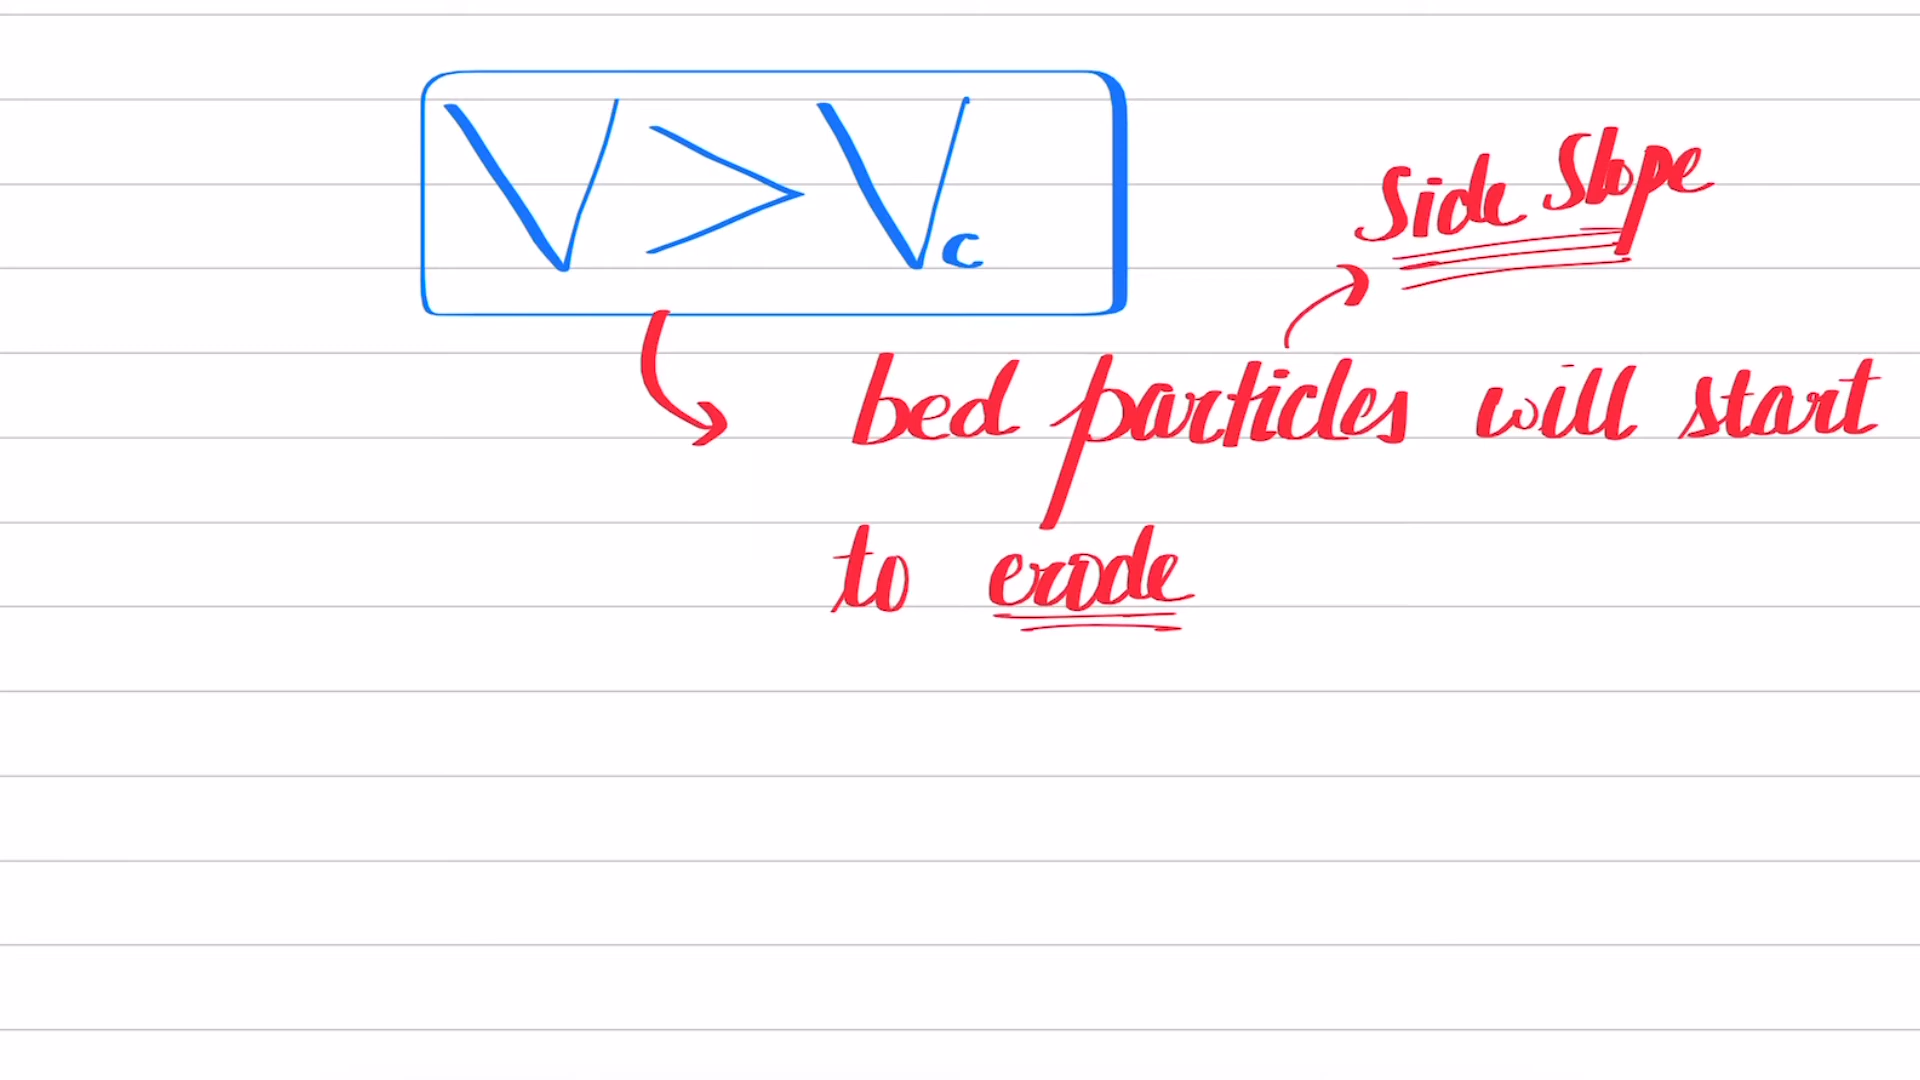 V > Vc
Side Slope
bed particles will start
to erode